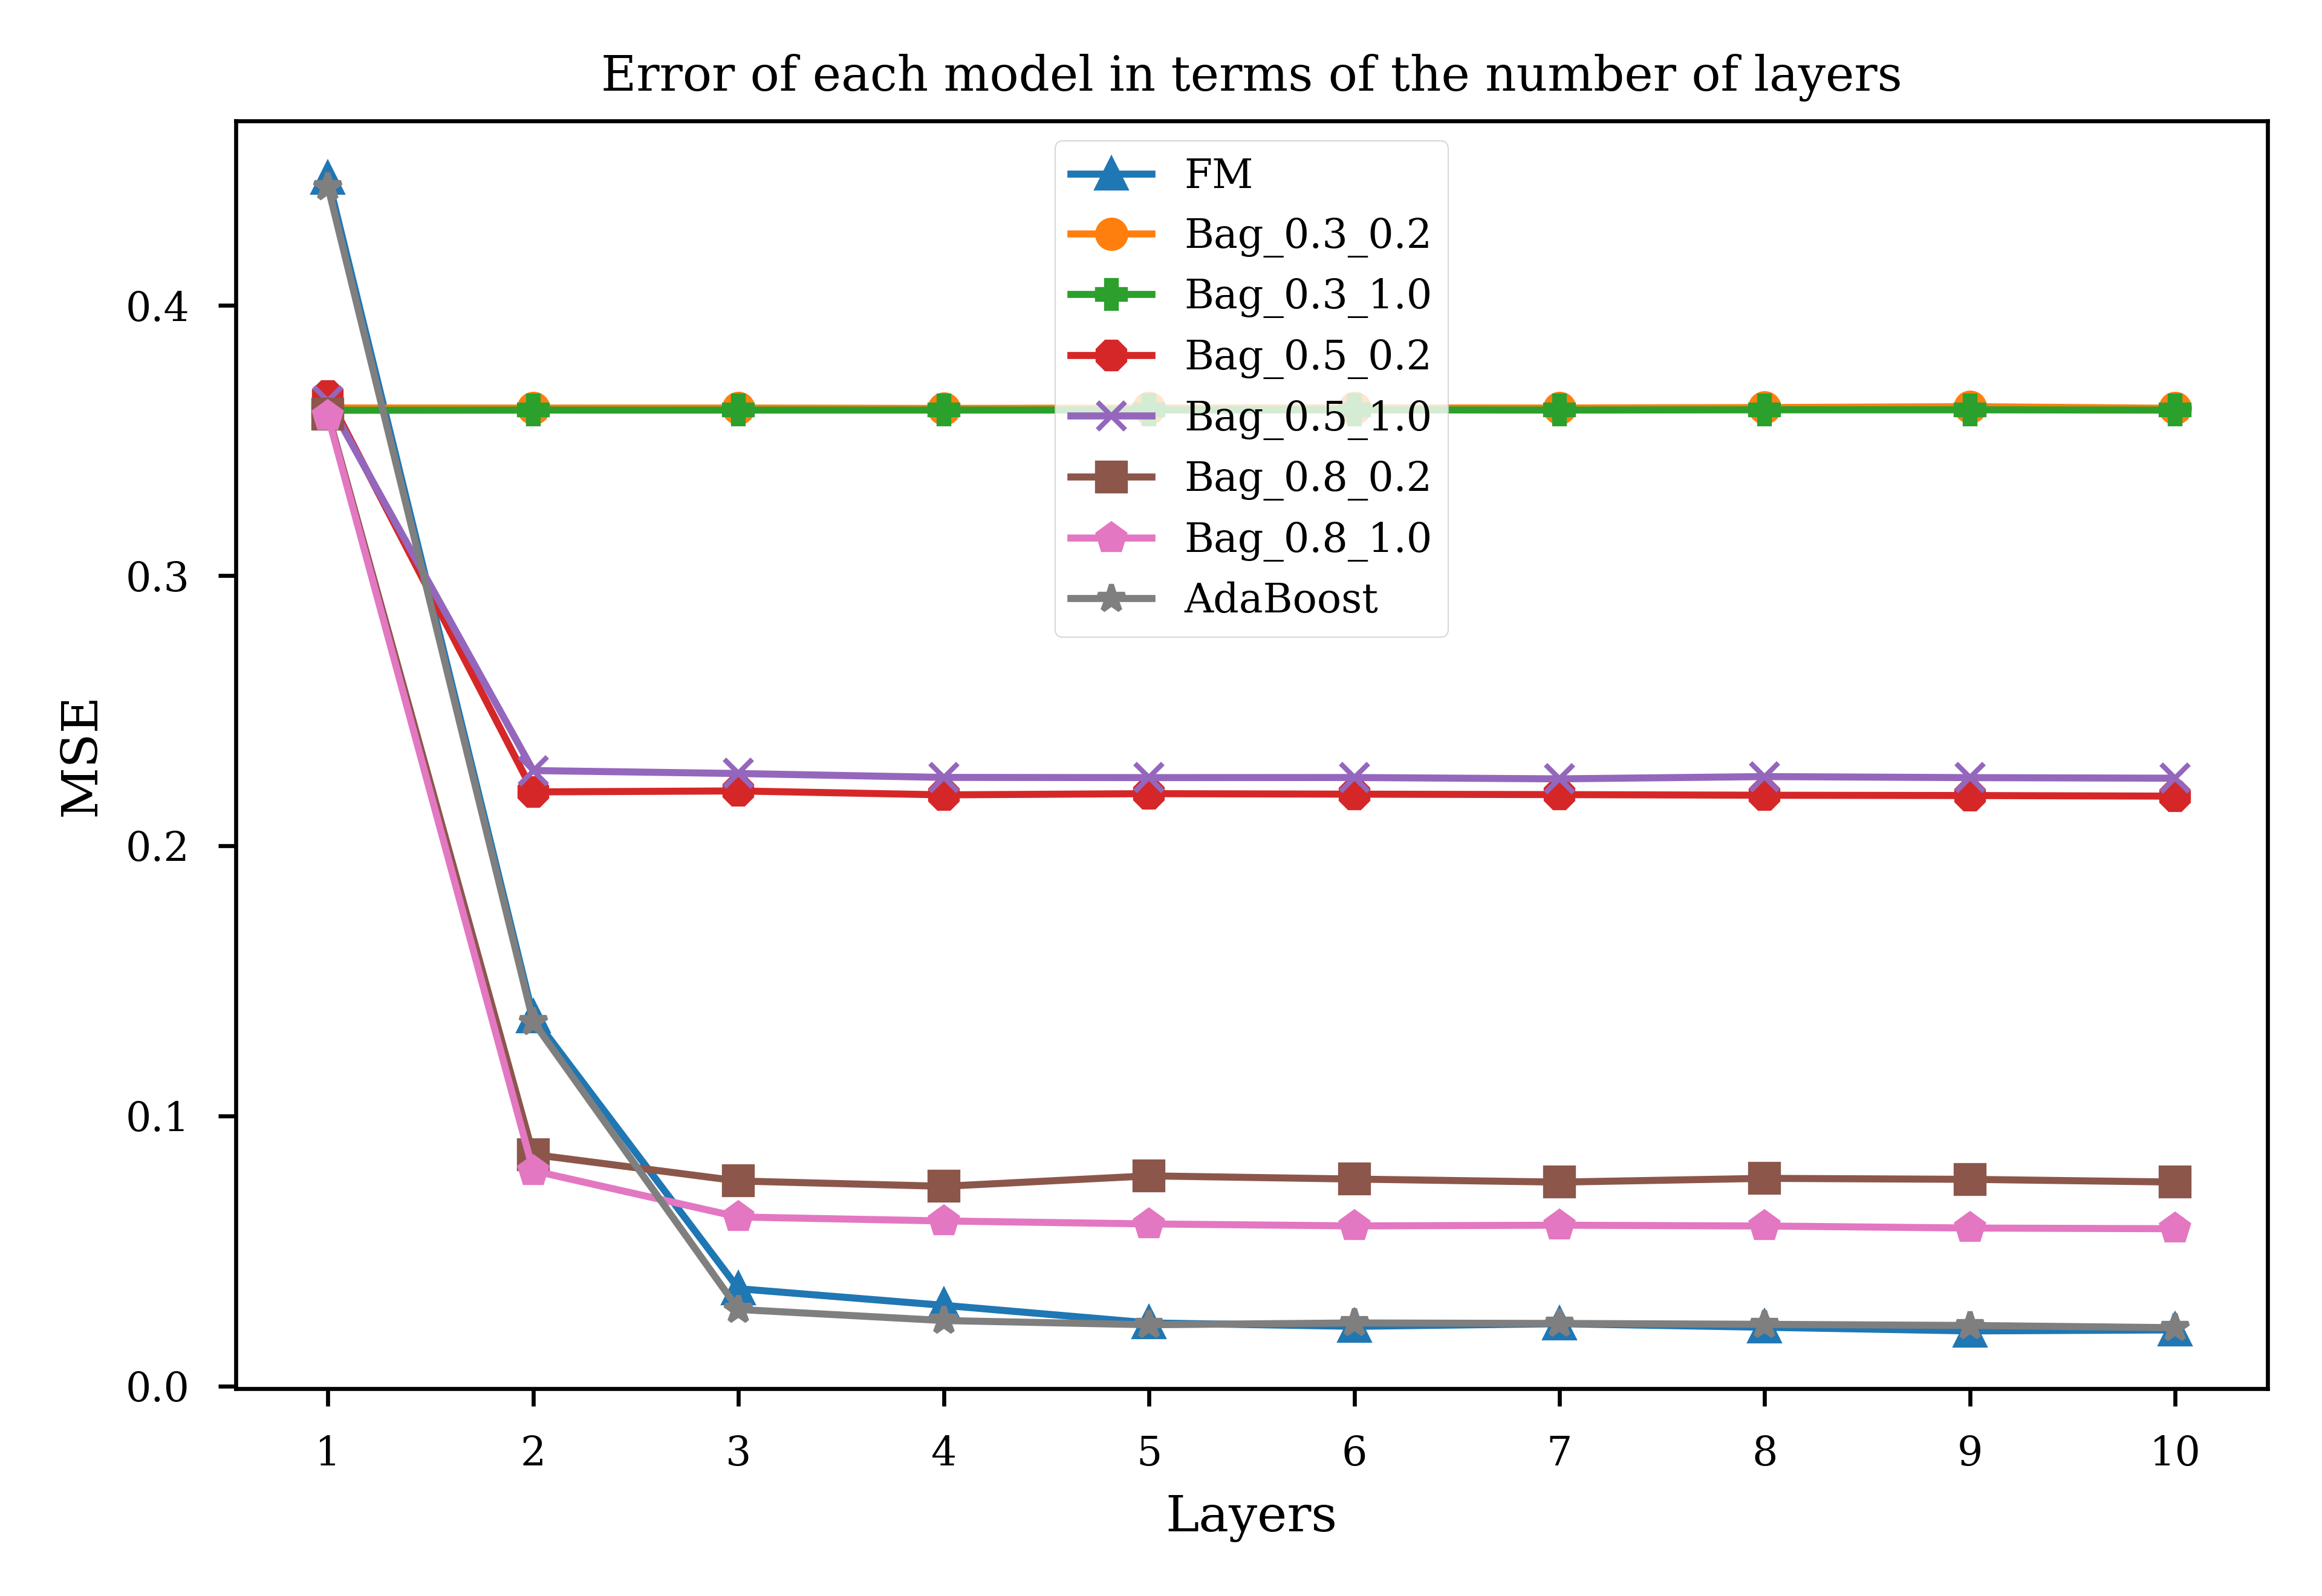 Error of each model in terms of the number of layers
FM
Bag_0.3_0.2
Bag_0.3_1.0
Bag_0.5_0.2
Bag_0.5_1.0
Bag_0.8_0.2
Bag_0.8_1.0
AdaBoost
MSE
0.4
0.3
0.2
0.1
0.0
1 2 3 4 5 6 7 8 9 10
Layers